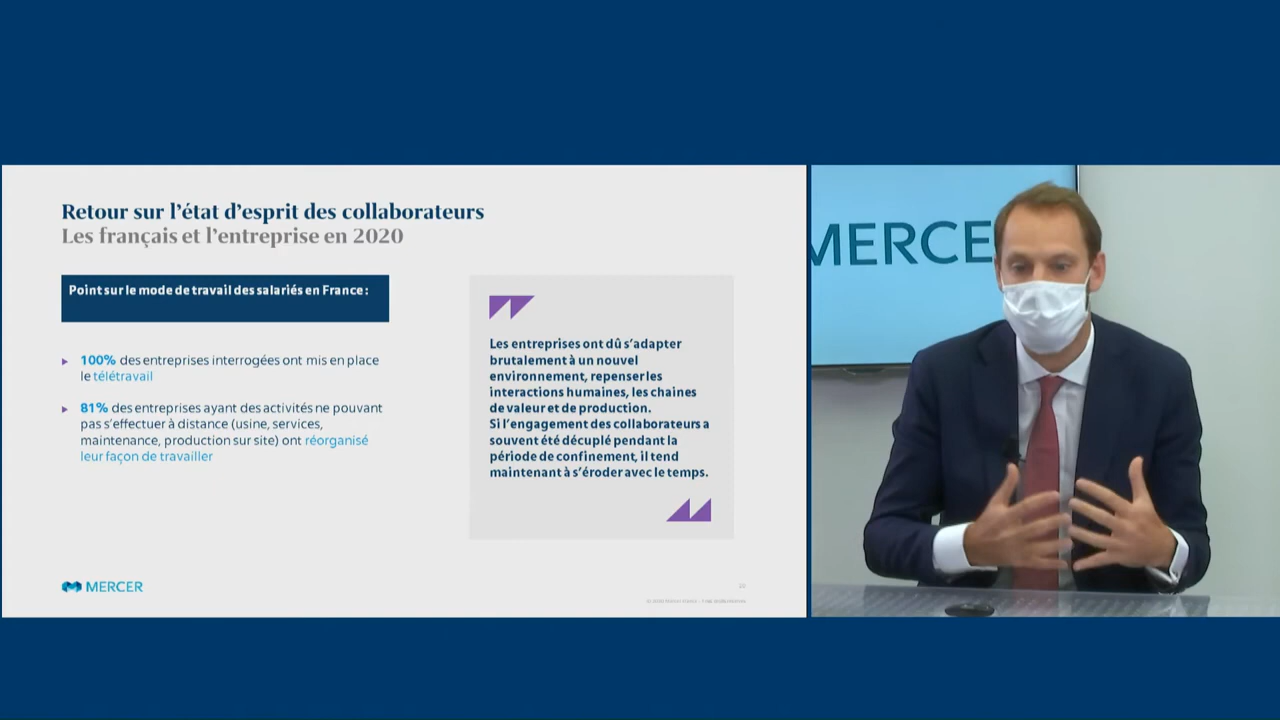 Retour sur l'état d'esprit des collaborateurs
Les français et l'entreprise en 2020
Point sur le mode de travail des salariés en France :
100% des entreprises interrogées ont mis en place
le télétravail
81% des entreprises ayant des activités ne pouvant
pas s'effectuer à distance (usine, services,
maintenance, production sur site) ont réorganisé
leur façon de travailler
Les entreprises ont dû s'adapter
brutalement à un nouvel
environnement, repenser les
interactions humaines, les chaines
de valeur et de production.
Si l'engagement des collaborateurs a
souvent été décuplé pendant la
période de confinement, il tend
maintenant à s'éroder avec le temps.
MERCER
MERCE